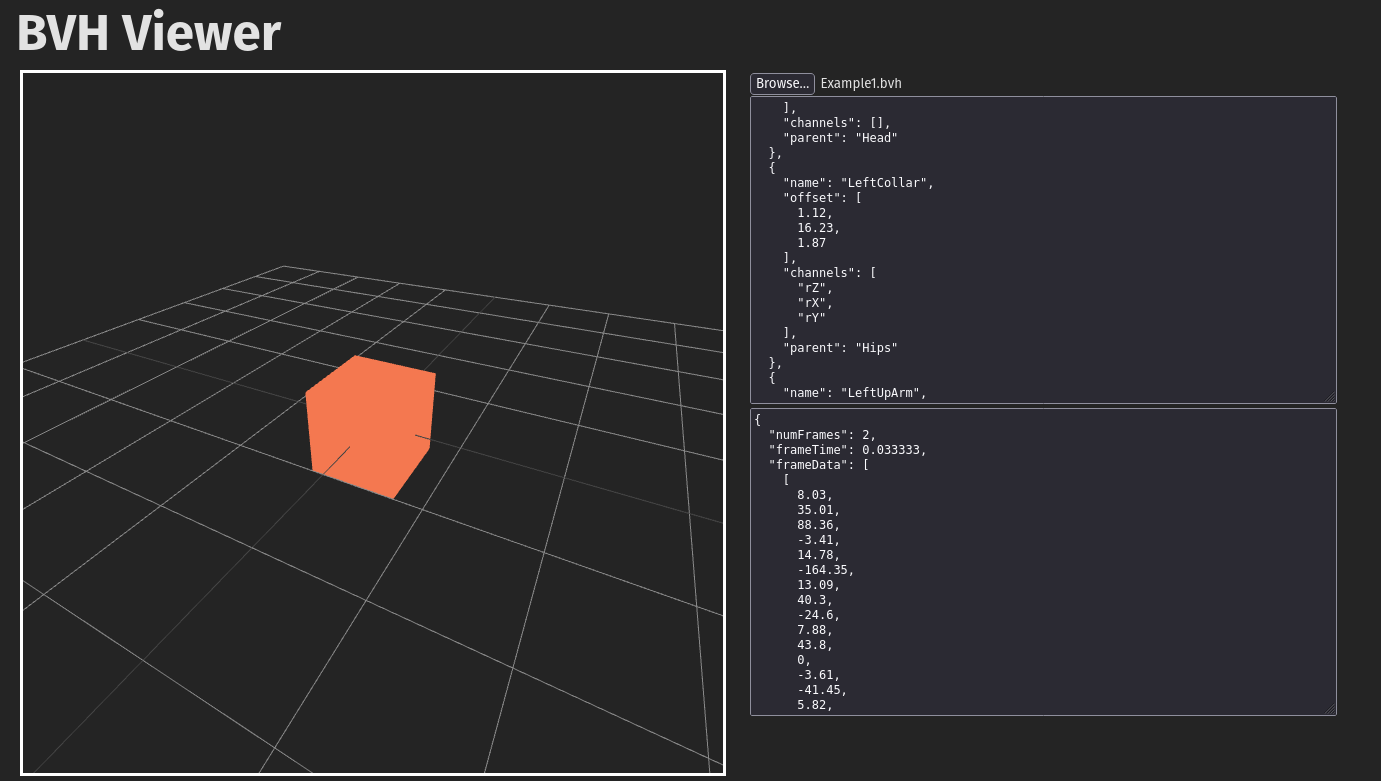 BVH Viewer
Browse... Example1.bvh
],
"channels": [],
"parent": "Head"
},
{
"name": "LeftCollar",
"offset": [
1.12,
16.23,
1.87
],
"channels": [
"rZ",
"rX",
"rY"
],
"parent": "Hips"
},
{
"name": "LeftUpArm",
{
"numFrames": 2,
"frameTime": 0.033333,
"frameData": [
[
8.03,
35.01,
88.36,
-3.41,
14.78,
-164.35,
13.09,
40.3,
-24.6,
7.88,
43.8,
0,
-3.61,
-41.45,
5.82,